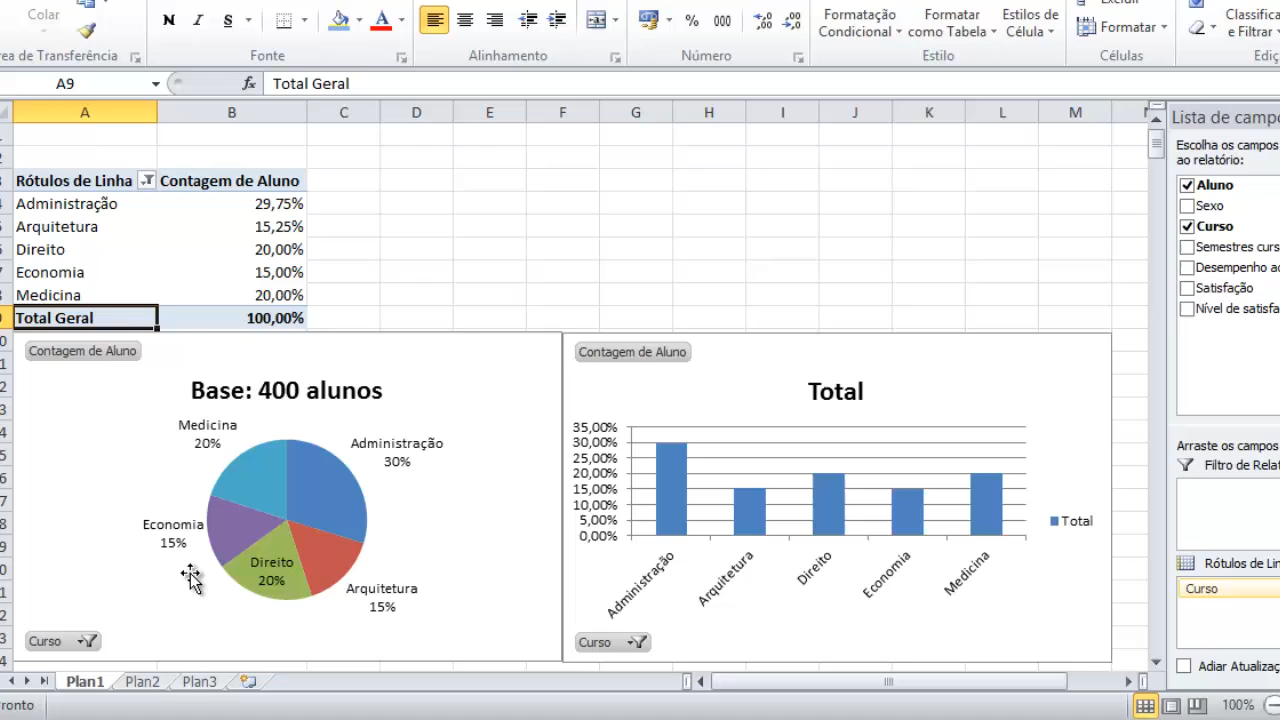 Colar
N I S
% 000
Formatação Condicional
Formatar como Tabela
Estilos de Célula
Excluir
Formatar
Classifica
e Filtrar
rea de Transferência
Fonte
Alinhamento
Número
Estilo
Células
Ediç
A9 fx Total Geral
A B C D E F G H I J K L M
Rótulos de Linha Contagem de Aluno
Administração 29,75%
Arquitetura 15,25%
Direito 20,00%
Economia 15,00%
Medicina 20,00%
Total Geral 100,00%
Contagem de Aluno
Base: 400 alunos
Medicina
20%
Administração
30%
Economia
15%
Direito
20%
Arquitetura
15%
Curso
Contagem de Aluno
Total
35,00%
30,00%
25,00%
20,00%
15,00%
10,00%
5,00%
0,00%
Administração
Arquitetura
Direito
Economia
Medicina
Total
Curso
Lista de campo
Escolha os campos
ao relatório:
Aluno
Sexo
Curso
Semestres curs
Desempenho ac
Satisfação
Nível de satisfa
Arraste os campos
Filtro de Relat
Rótulos de Lin
Curso
Adiar Atualizaç
Plan1 Plan2 Plan3
ronto
100%